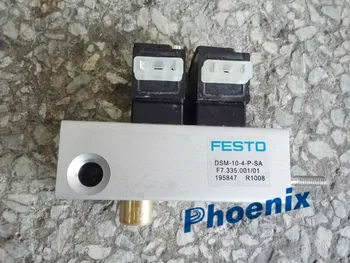 FESTO
DSM-10-4-P-SA
F7.335.001/01
195847 R1008
Phoenix